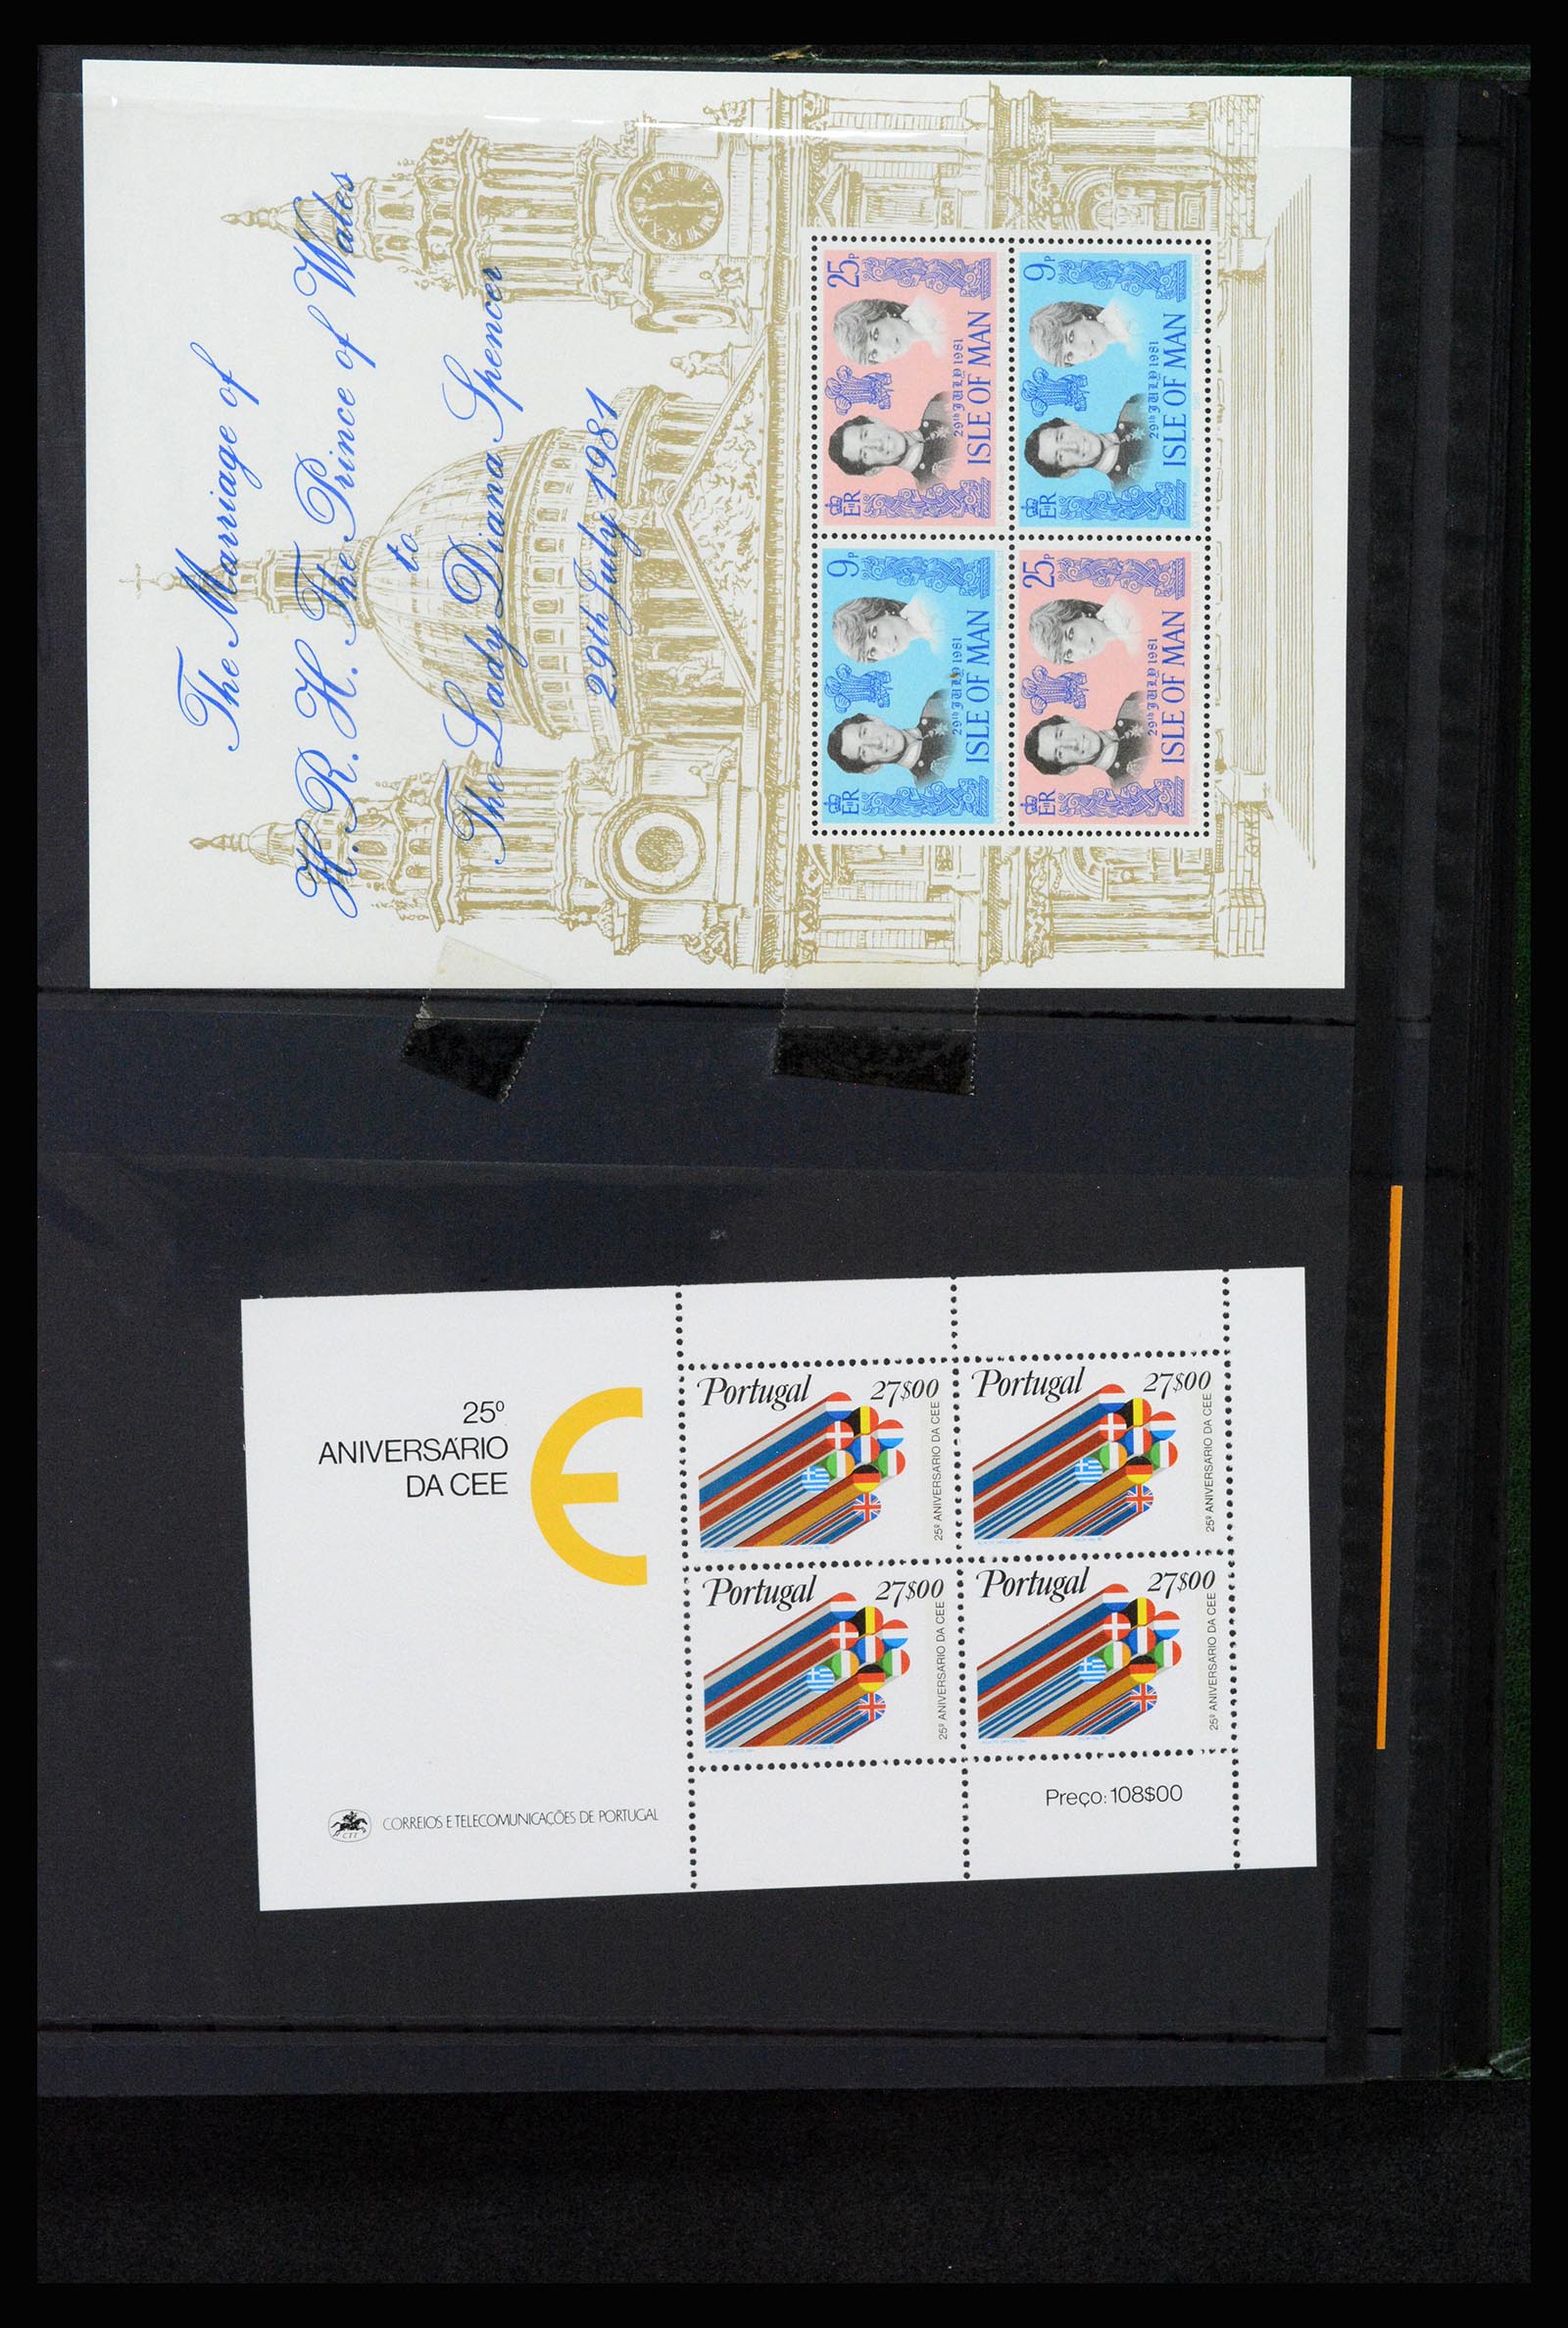 The Marriage of
H. R. H. The Prince of Wales
to
The Lady Diana Spencer
29th July 1981
25P
29th JULY 1981
ISLE OF MAN
E R
9P
29th JULY 1981
ISLE OF MAN
E R
9P
29th JULY 1981
ISLE OF MAN
E R
25P
29th JULY 1981
ISLE OF MAN
E R
25º
ANIVERSÁRIO
DA CEE
Portugal 27$00
25º ANIVERSÁRIO DA CEE
Portugal 27$00
25º ANIVERSÁRIO DA CEE
Portugal 27$00
25º ANIVERSÁRIO DA CEE
Portugal 27$00
25º ANIVERSÁRIO DA CEE
Preço: 108$00
CTT
CORREIOS E TELECOMUNICAÇÕES DE PORTUGAL